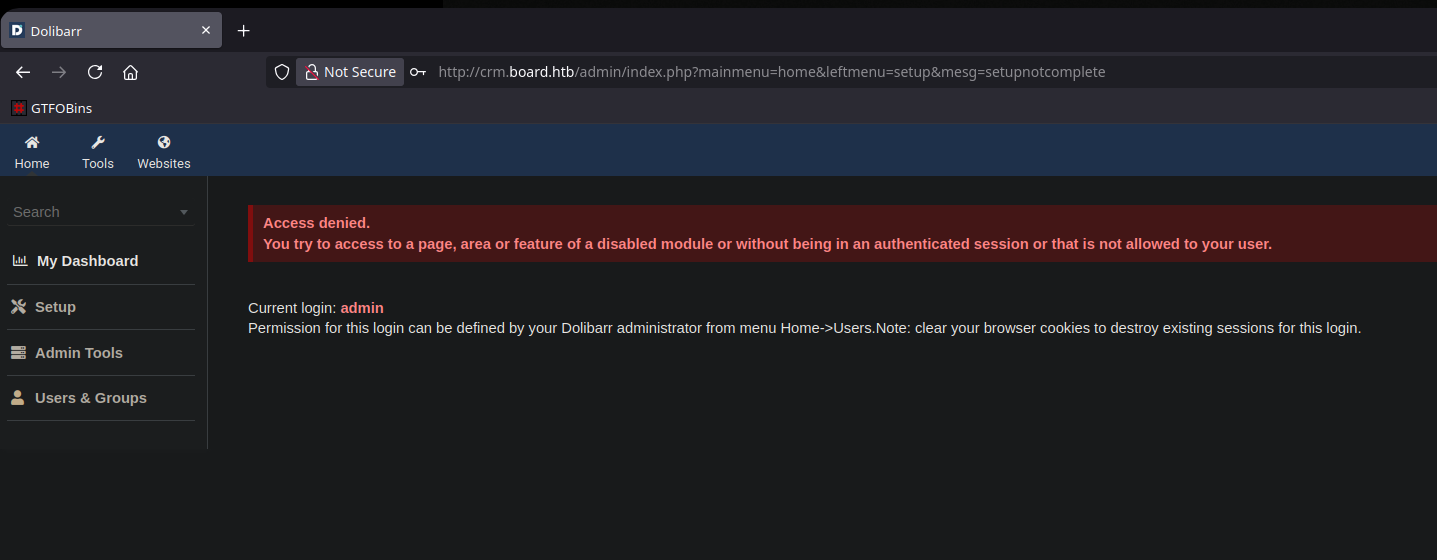 Dolibarr
Not Secure
http://crm.board.htb/admin/index.php?mainmenu=home&leftmenu=setup&mesg=setupnotcomplete
GTFOBins
Home Tools Websites
Search
My Dashboard
Setup
Admin Tools
Users & Groups
Access denied.
You try to access to a page, area or feature of a disabled module or without being in an authenticated session or that is not allowed to your user.
Current login: admin
Permission for this login can be defined by your Dolibarr administrator from menu Home->Users.Note: clear your browser cookies to destroy existing sessions for this login.